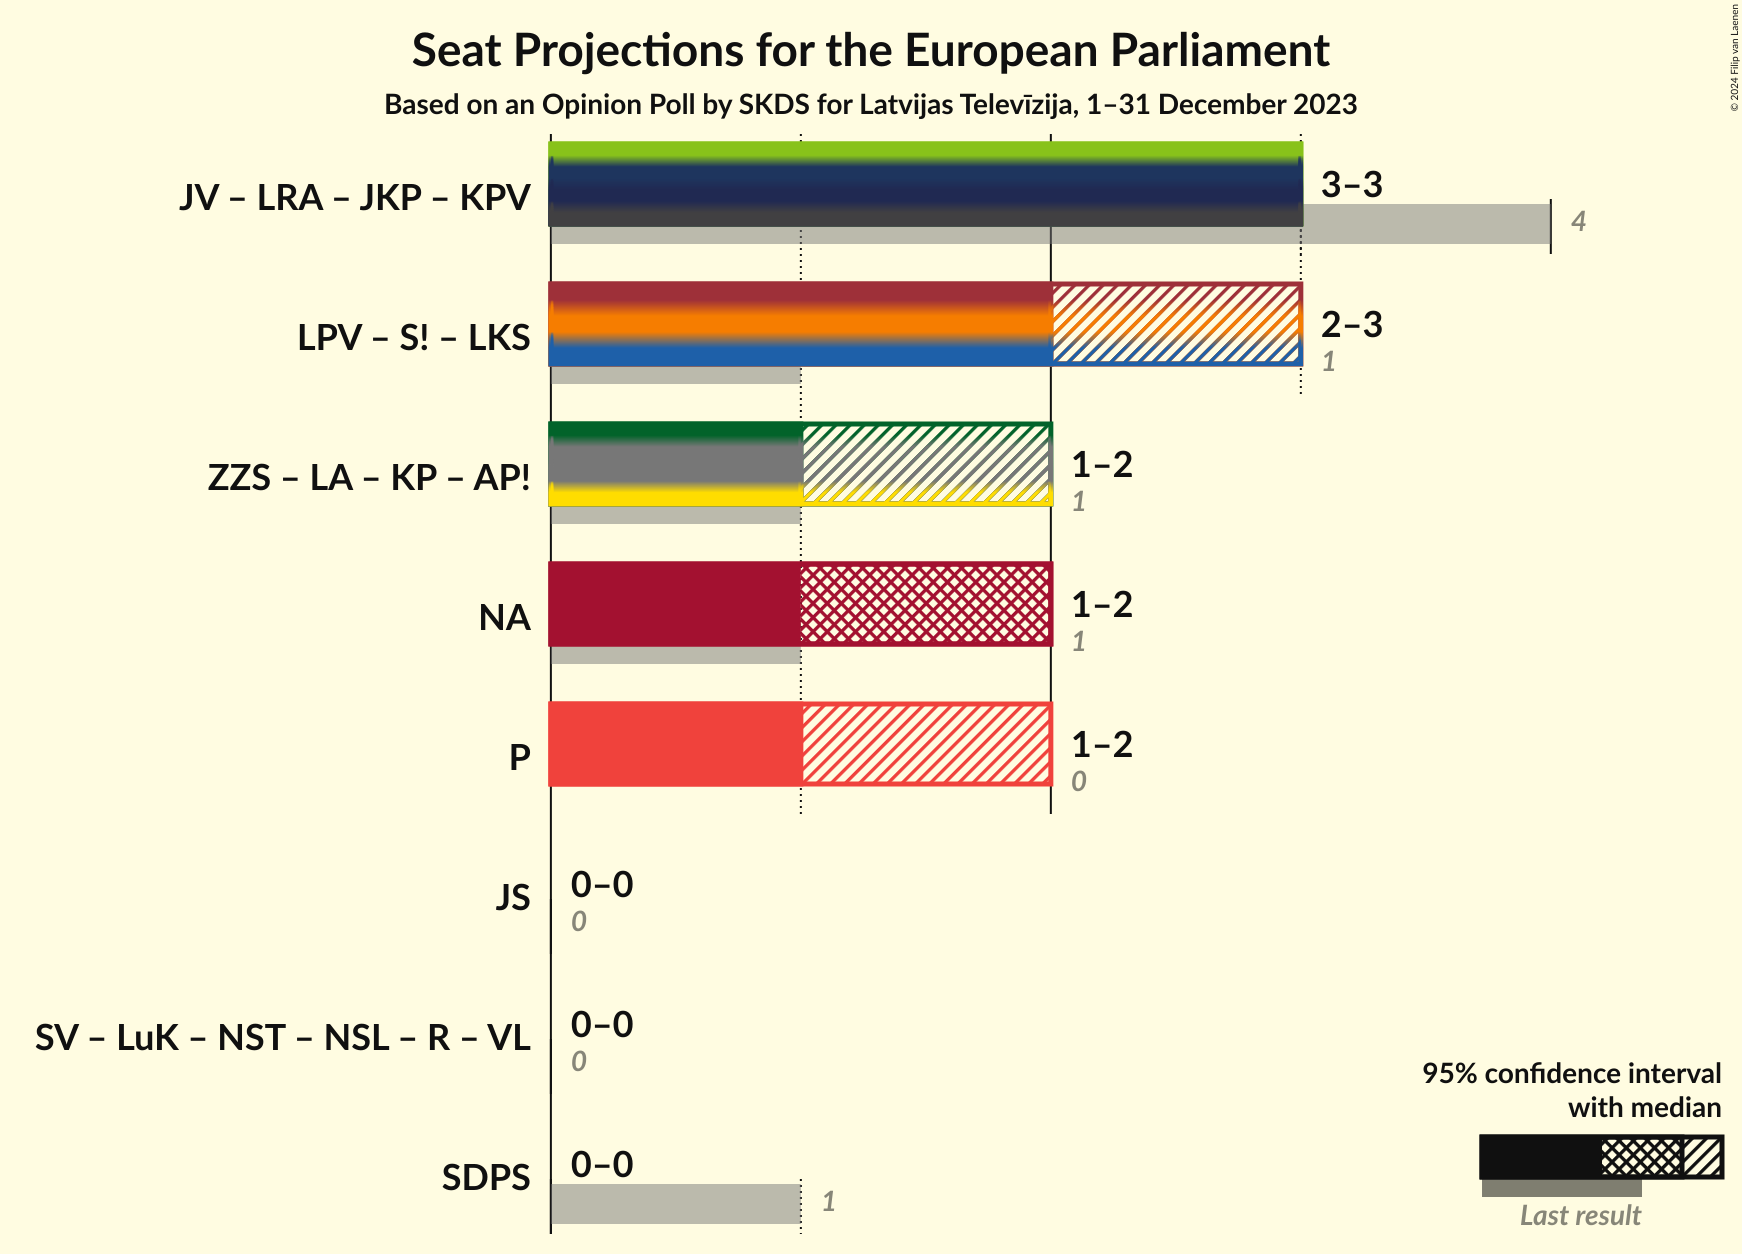 Seat Projections for the European Parliament
Based on an Opinion Poll by SKDS for Latvijas Televīzija, 1–31 December 2023
© 2024 Filip van Laenen
JV – LRA – JKP – KPV
3–3
4
LPV – S! – LKS
2–3
1
ZZS – LA – KP – AP!
1–2
1
NA
1–2
1
P
1–2
0
JS
0–0
0
SV – LuK – NST – NSL – R – VL
0–0
0
SDPS
0–0
1
95% confidence interval
with median
Last result